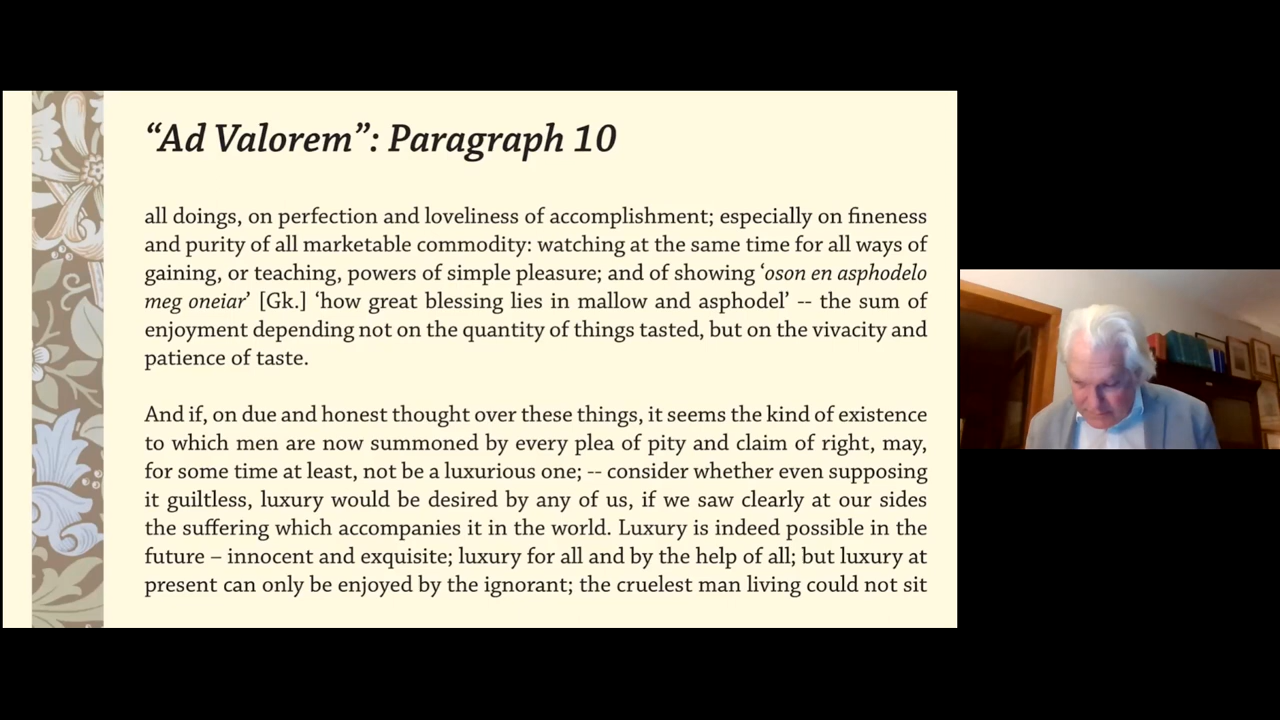 “Ad Valorem”: Paragraph 10
all doings, on perfection and loveliness of accomplishment; especially on fineness
and purity of all marketable commodity: watching at the same time for all ways of
gaining, or teaching, powers of simple pleasure; and of showing ‘oson en asphodelo
meg oneiar’ [Gk.] ‘how great blessing lies in mallow and asphodel’ -- the sum of
enjoyment depending not on the quantity of things tasted, but on the vivacity and
patience of taste.
And if, on due and honest thought over these things, it seems the kind of existence
to which men are now summoned by every plea of pity and claim of right, may,
for some time at least, not be a luxurious one; -- consider whether even supposing
it guiltless, luxury would be desired by any of us, if we saw clearly at our sides
the suffering which accompanies it in the world. Luxury is indeed possible in the
future – innocent and exquisite; luxury for all and by the help of all; but luxury at
present can only be enjoyed by the ignorant; the cruelest man living could not sit